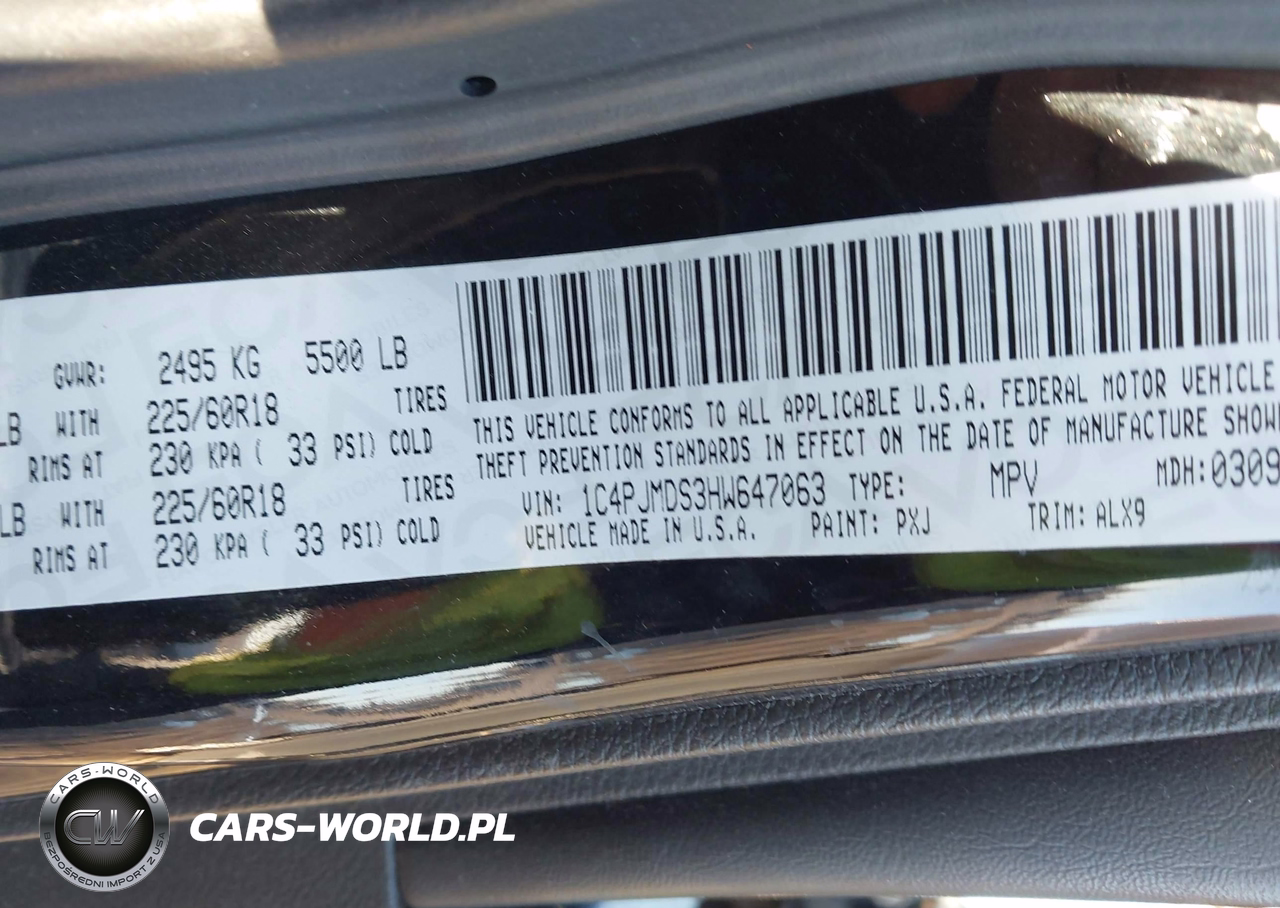 GVWR: 2495 KG 5500 LB
LB WITH 225/60R18 TIRES
RIMS AT 230 KPA ( 33 PSI) COLD
LB WITH 225/60R18 TIRES
RIMS AT 230 KPA ( 33 PSI) COLD
THIS VEHICLE CONFORMS TO ALL APPLICABLE U.S.A. FEDERAL MOTOR VEHICLE
THEFT PREVENTION STANDARDS IN EFFECT ON THE DATE OF MANUFACTURE SHOW
VIN: 1C4PJMDS3HW647063 TYPE: MPV MDH:0309
VEHICLE MADE IN U.S.A. PAINT: PXJ TRIM: ALX9
CARS-WORLD
CW
BEZPOŚREDNI IMPORT Z USA
CARS-WORLD.PL